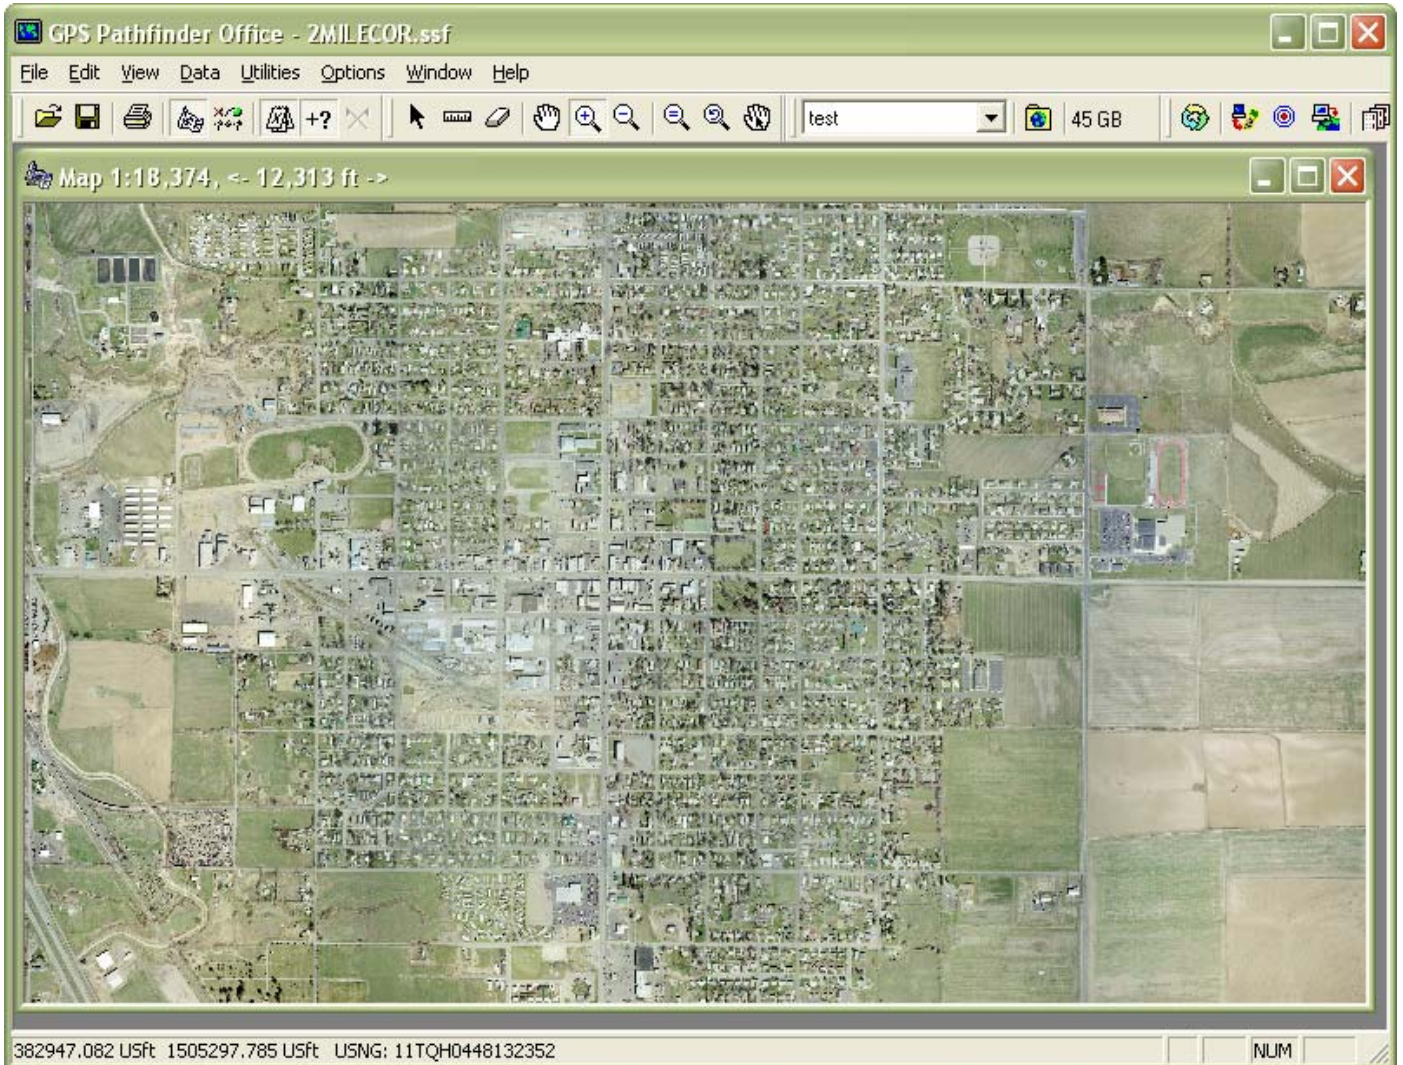 GPS Pathfinder Office - 2MILECOR.ssf
File Edit View Data Utilities Options Window Help
+? test 45 GB
Map 1:18,374, <- 12,313 ft ->
382947.082 USft 1505297.785 USft USNG: 11TQH0448132352 NUM